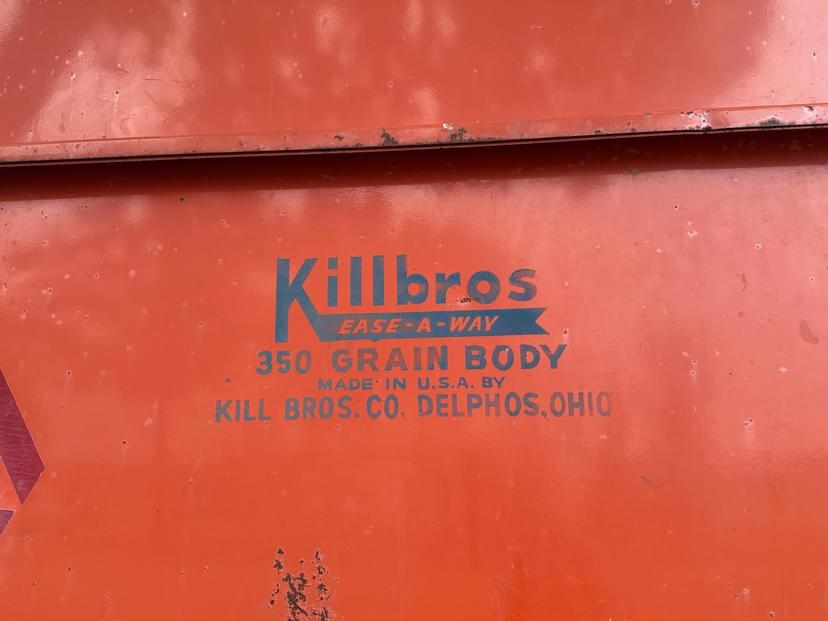 Killbros
EASE-A-WAY
350 GRAIN BODY
MADE IN U.S.A. BY
KILL BROS. CO. DELPHOS, OHIO